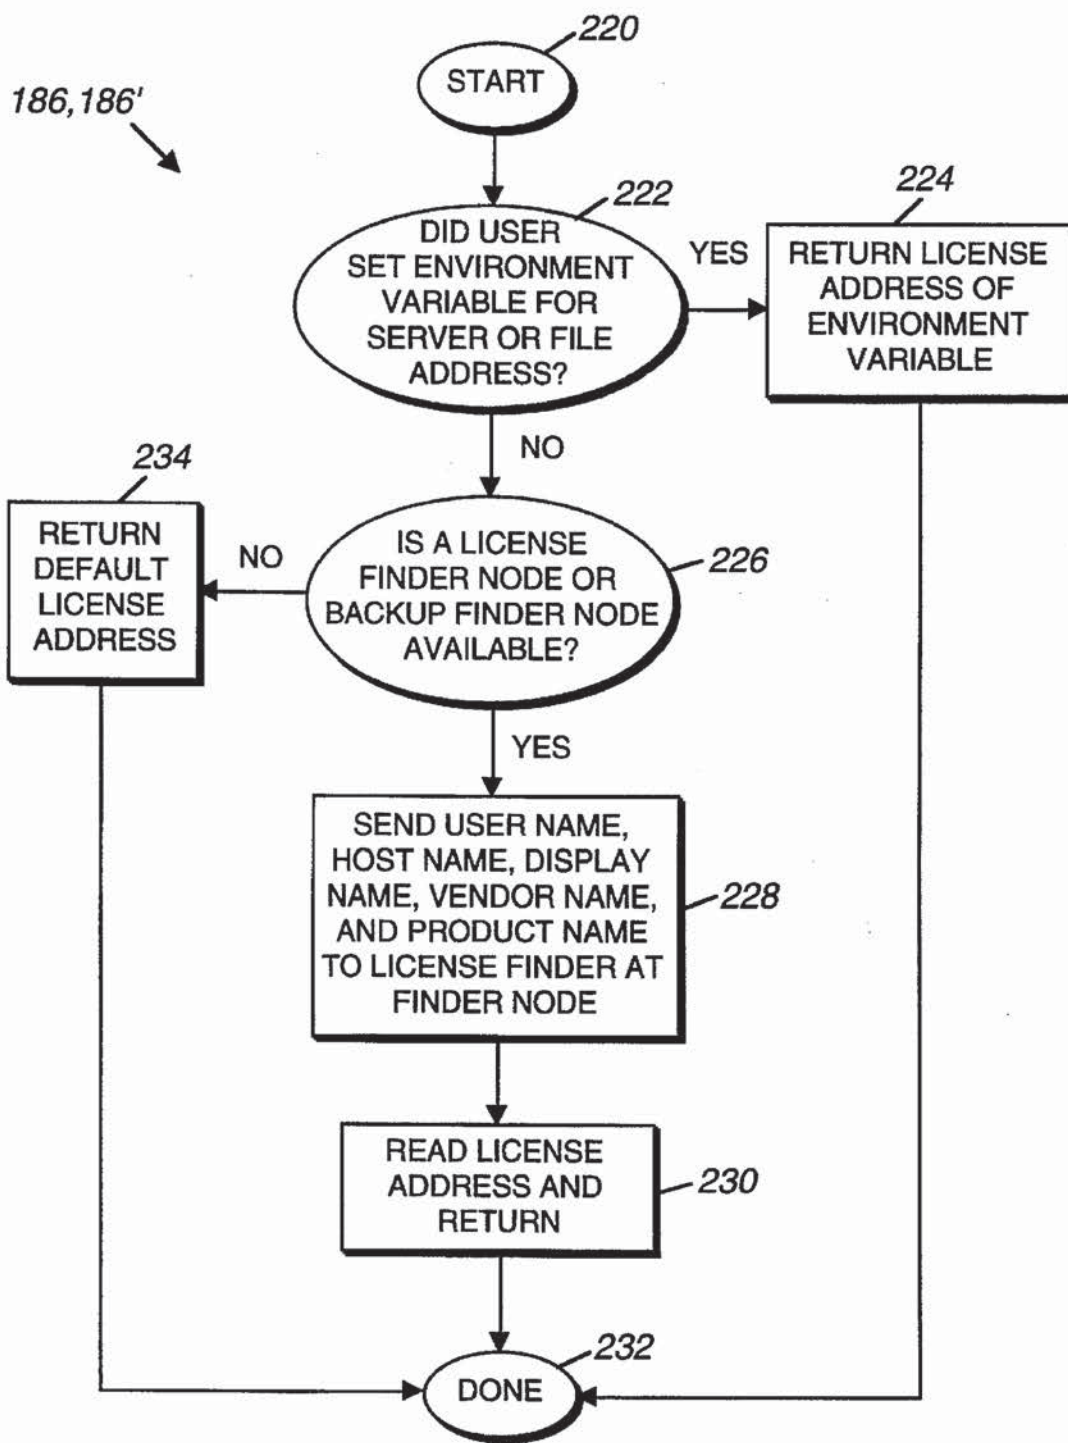 220
START
186,186'
222
DID USER
SET ENVIRONMENT
VARIABLE FOR
SERVER OR FILE
ADDRESS?
YES
224
RETURN LICENSE
ADDRESS OF
ENVIRONMENT
VARIABLE
NO
234
RETURN
DEFAULT
LICENSE
ADDRESS
NO
IS A LICENSE
FINDER NODE OR
BACKUP FINDER NODE
AVAILABLE?
226
YES
SEND USER NAME,
HOST NAME, DISPLAY
NAME, VENDOR NAME,
AND PRODUCT NAME
TO LICENSE FINDER AT
FINDER NODE
228
READ LICENSE
ADDRESS AND
RETURN
230
232
DONE